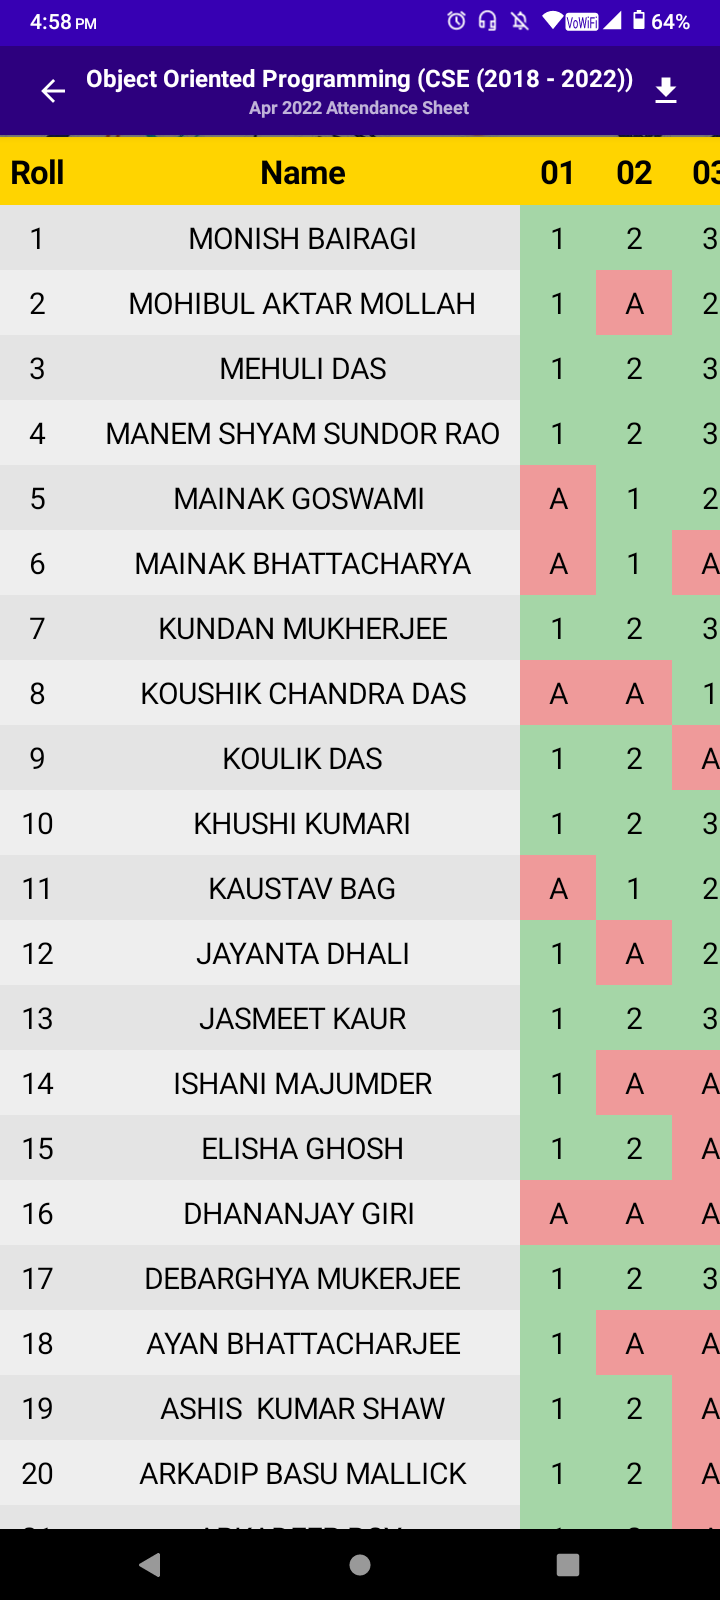 4:58 PM VoWiFi 64%
Object Oriented Programming (CSE (2018 - 2022))
Apr 2022 Attendance Sheet
Roll Name 01 02 03
1 MONISH BAIRAGI 1 2 3
2 MOHIBUL AKTAR MOLLAH 1 A 2
3 MEHULI DAS 1 2 3
4 MANEM SHYAM SUNDOR RAO 1 2 3
5 MAINAK GOSWAMI A 1 2
6 MAINAK BHATTACHARYA A 1 A
7 KUNDAN MUKHERJEE 1 2 3
8 KOUSHIK CHANDRA DAS A A 1
9 KOULIK DAS 1 2 A
10 KHUSHI KUMARI 1 2 3
11 KAUSTAV BAG A 1 2
12 JAYANTA DHALI 1 A 2
13 JASMEET KAUR 1 2 3
14 ISHANI MAJUMDER 1 A A
15 ELISHA GHOSH 1 2 A
16 DHANANJAY GIRI A A A
17 DEBARGHYA MUKERJEE 1 2 3
18 AYAN BHATTACHARJEE 1 A A
19 ASHIS  KUMAR SHAW 1 2 A
20 ARKADIP BASU MALLICK 1 2 A